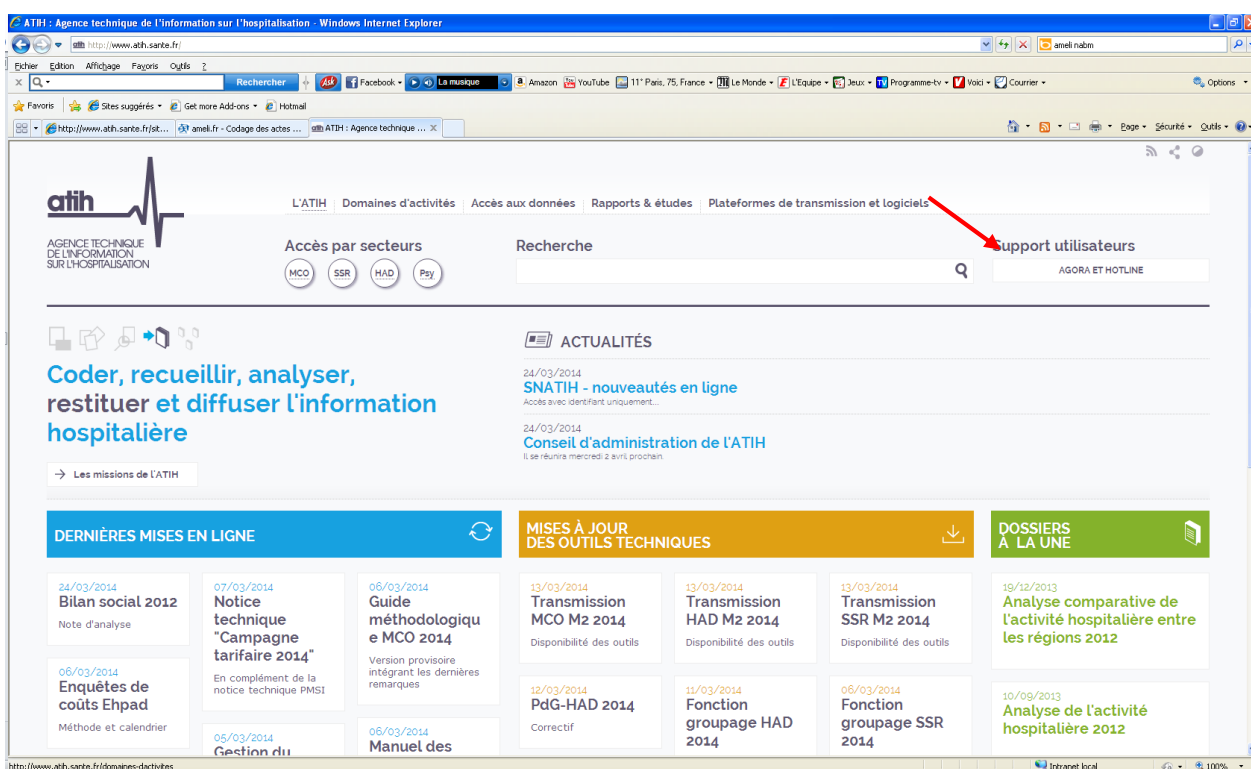 ATIH : Agence technique de l'information sur l'hospitalisation - Windows Internet Explorer
http://www.atih.sante.fr/
ameli nabm
Fichier Edition Affichage Favoris Outils ?
Rechercher Ask Facebook La musique Amazon YouTube 11° Paris, 75, France Le Monde L'Equipe Jeux Programme-tv Voici Courrier Options
Favoris Sites suggérés Get more Add-ons Hotmail
http://www.atih.sante.fr/sit... ameli.fr - Codage des actes ... ATIH : Agence technique ... Page Sécurité Outils
atih
AGENCE TECHNIQUE
DE L'INFORMATION
SUR L'HOSPITALISATION
L'ATIH Domaines d'activités Accès aux données Rapports & études Plateformes de transmission et logiciels
Accès par secteurs
MCO SSR HAD Psy
Recherche
Support utilisateurs
AGORA ET HOTLINE
Coder, recueillir, analyser,
restituer et diffuser l'information
hospitalière
→ Les missions de l'ATIH
ACTUALITÉS
24/03/2014
SNATIH - nouveautés en ligne
Accès avec identifiant uniquement...
24/03/2014
Conseil d'administration de l'ATIH
Il se réunira mercredi 2 avril prochain.
DERNIÈRES MISES EN LIGNE
24/03/2014
Bilan social 2012
Note d'analyse
06/03/2014
Enquêtes de
coûts Ehpad
Méthode et calendrier
07/03/2014
Notice
technique
"Campagne
tarifaire 2014"
En complément de la
notice technique PMSI
05/03/2014
Gestion du
06/03/2014
Guide
méthodologiqu
e MCO 2014
Version provisoire
intégrant les dernières
remarques
06/03/2014
Manuel des
MISES À JOUR
DES OUTILS TECHNIQUES
13/03/2014
Transmission
MCO M2 2014
Disponibilité des outils
12/03/2014
PdG-HAD 2014
Correctif
13/03/2014
Transmission
HAD M2 2014
Disponibilité des outils
11/03/2014
Fonction
groupage HAD
2014
13/03/2014
Transmission
SSR M2 2014
Disponibilité des outils
06/03/2014
Fonction
groupage SSR
2014
DOSSIERS
À LA UNE
19/12/2013
Analyse comparative de
l'activité hospitalière entre
les régions 2012
10/09/2013
Analyse de l'activité
hospitalière 2012
http://www.atih.sante.fr/domaines-dactivites
Intranet local 100%